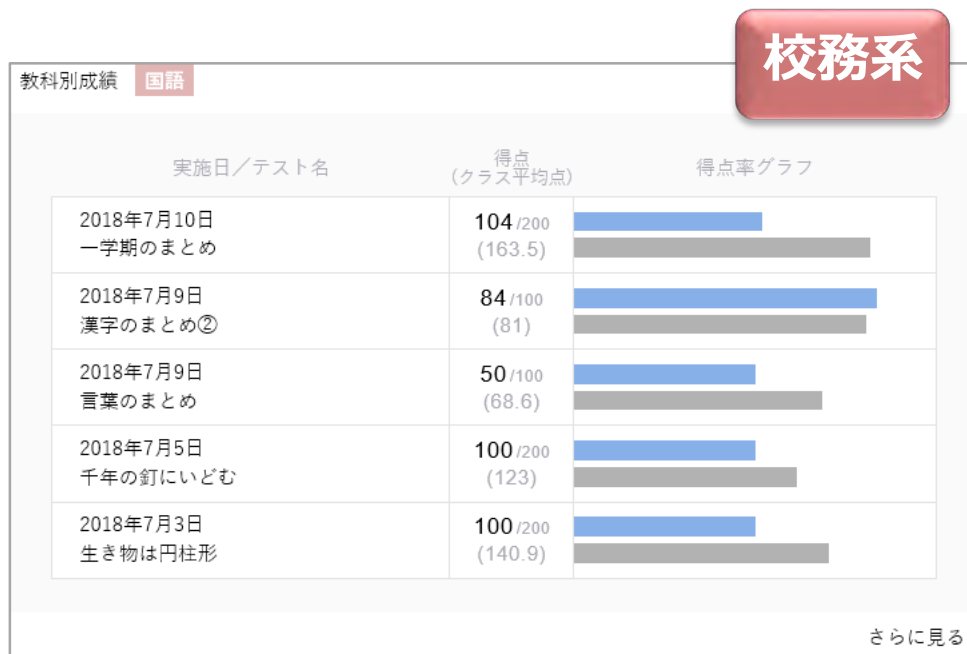 校務系
教科別成績 国語
実施日／テスト名
得点
(クラス平均点)
得点率グラフ
2018年7月10日
一学期のまとめ
104/200
(163.5)
2018年7月9日
漢字のまとめ②
84/100
(81)
2018年7月9日
言葉のまとめ
50/100
(68.6)
2018年7月5日
千年の釘にいどむ
100/200
(123)
2018年7月3日
生き物は円柱形
100/200
(140.9)
さらに見る